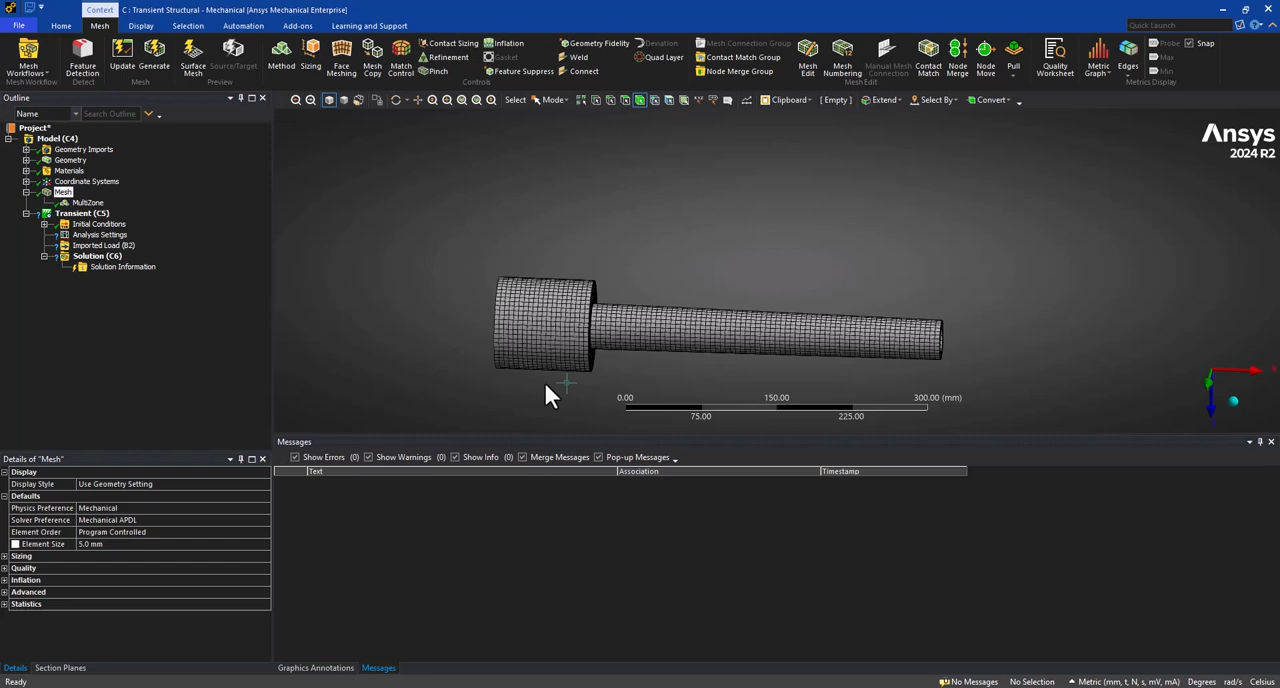 Context
C : Transient Structural - Mechanical [Ansys Mechanical Enterprise]
File Home Mesh Display Selection Automation Add-ons Learning and Support
Quick Launch
Mesh Workflows Feature Detection Update Generate Surface Mesh Source/Target Method Sizing Face Meshing Mesh Copy Match Control
Contact Sizing Inflation Geometry Fidelity Deviation Mesh Connection Group
Refinement Gasket Weld Quad Layer Contact Match Group
Pinch Feature Suppress Connect Node Merge Group
Mesh Edit Mesh Numbering Manual Mesh Connection Contact Match Node Merge Node Move Pull Quality Worksheet Metric Graph Edges
Probe Snap
Max
Min
Mesh Workflow Detect Mesh Preview Controls Mesh Edit Metrics Display
Outline
Name Search Outline
Select Mode Clipboard [ Empty ] Extend Select By Convert
Project*
Model (C4)
Geometry Imports
Geometry
Materials
Coordinate Systems
Mesh
MultiZone
Transient (C5)
Initial Conditions
Analysis Settings
Imported Load (B2)
Solution (C6)
Solution Information
Ansys
2024 R2
0.00 150.00 300.00 (mm)
75.00 225.00
Details of "Mesh"
Display
Display Style Use Geometry Setting
Defaults
Physics Preference Mechanical
Solver Preference Mechanical APDL
Element Order Program Controlled
Element Size 5.0 mm
Sizing
Quality
Inflation
Advanced
Statistics
Messages
Show Errors (0) Show Warnings (0) Show Info (0) Merge Messages Pop-up Messages
Text Association Timestamp
Details Section Planes
Graphics Annotations Messages
Ready
No Messages No Selection Metric (mm, t, N, s, mV, mA) Degrees rad/s Celsius